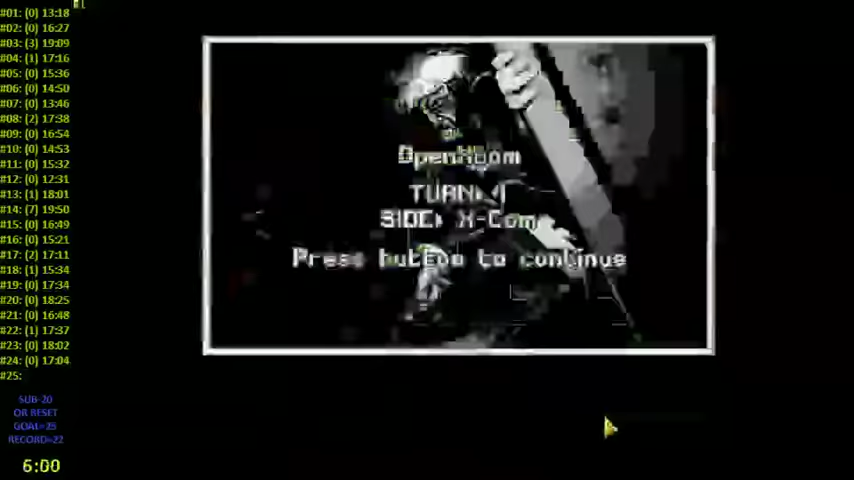 #01: (0) 13:18
#02: (0) 16:27
#03: (3) 19:09
#04: (1) 17:16
#05: (0) 15:36
#06: (0) 14:50
#07: (0) 13:46
#08: (2) 17:38
#09: (0) 16:54
#10: (0) 14:53
#11: (0) 15:32
#12: (0) 12:31
#13: (1) 18:01
#14: (7) 19:50
#15: (0) 16:49
#16: (0) 15:21
#17: (2) 17:11
#18: (1) 15:34
#19: (0) 17:34
#20: (0) 18:25
#21: (0) 16:48
#22: (1) 17:37
#23: (0) 18:02
#24: (0) 17:04
#25:
SUB-20
OR RESET
GOAL=25
RECORD=22
6:00
OpenXcom
TURN
SIDE: X-Com
Press button to continue